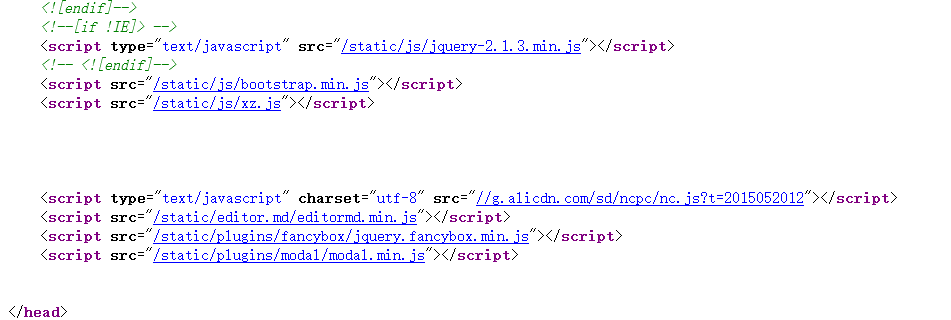 <![endif]-->
<!--[if !IE]> -->
<script type="text/javascript" src="/static/js/jquery-2.1.3.min.js"></script>
<!-- <![endif]-->
<script src="/static/js/bootstrap.min.js"></script>
<script src="/static/js/xz.js"></script>
<script type="text/javascript" charset="utf-8" src="//g.alicdn.com/sd/ncpc/nc.js?t=2015052012"></script>
<script src="/static/editor.md/editormd.min.js"></script>
<script src="/static/plugins/fancybox/jquery.fancybox.min.js"></script>
<script src="/static/plugins/modal/modal.min.js"></script>
</head>